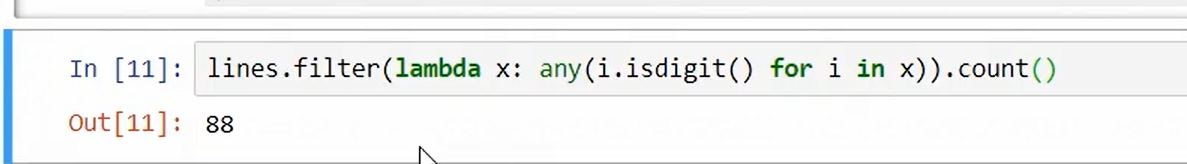 In [11]: lines.filter(lambda x: any(i.isdigit() for i in x)).count()
Out[11]: 88